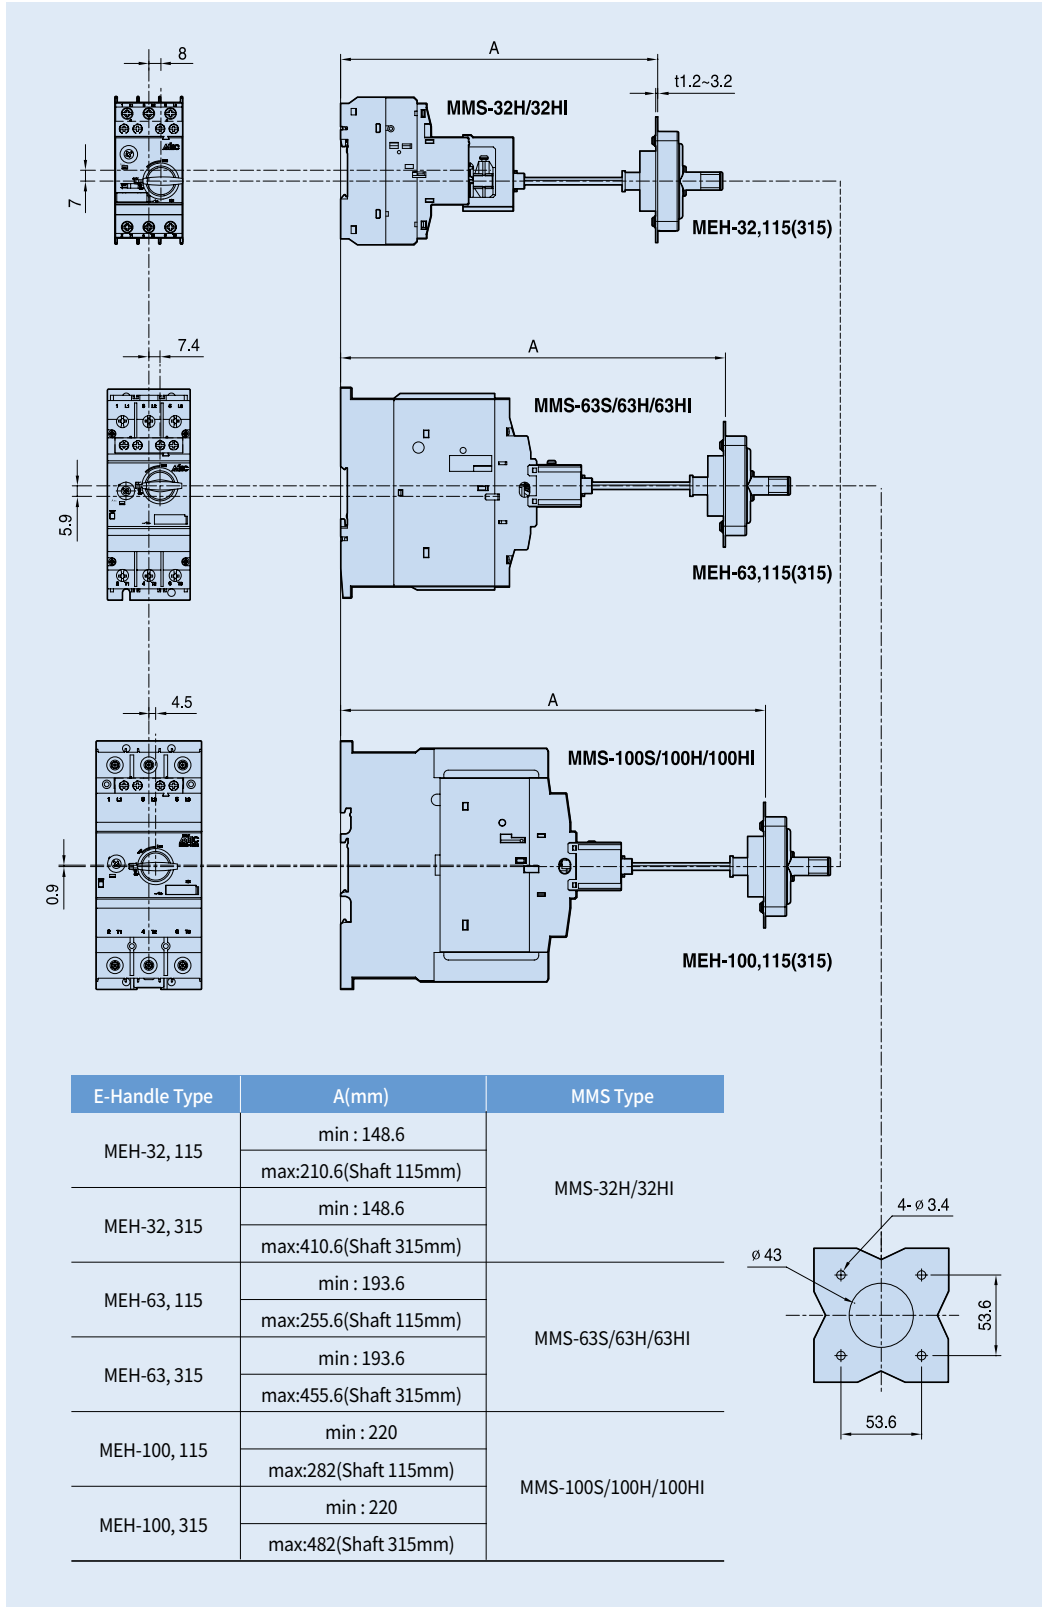 8
A
t1.2~3.2
MMS-32H/32HI
7
MEH-32,115(315)
7.4
A
MMS-63S/63H/63HI
5.9
MEH-63,115(315)
4.5
A
MMS-100S/100H/100HI
0.9
MEH-100,115(315)
E-Handle Type A(mm) MMS Type
MEH-32, 115
min : 148.6
max:210.6(Shaft 115mm)
MMS-32H/32HI
MEH-32, 315
min : 148.6
max:410.6(Shaft 315mm)
MEH-63, 115
min : 193.6
max:255.6(Shaft 115mm)
MMS-63S/63H/63HI
MEH-63, 315
min : 193.6
max:455.6(Shaft 315mm)
MEH-100, 115
min : 220
max:282(Shaft 115mm)
MMS-100S/100H/100HI
MEH-100, 315
min : 220
max:482(Shaft 315mm)
4- ø 3.4
ø 43
53.6
53.6